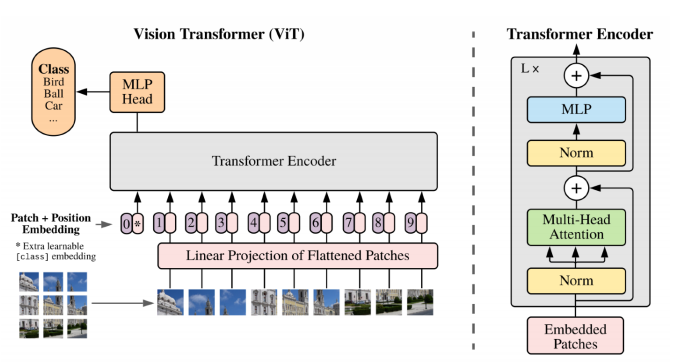 Vision Transformer (ViT)
Class
Bird
Ball
Car
...
MLP
Head
Transformer Encoder
Patch + Position
Embedding
0 * 1 2 3 4 5 6 7 8 9
* Extra learnable
[class] embedding
Linear Projection of Flattened Patches
Transformer Encoder
L ×
+
MLP
Norm
+
Multi-Head
Attention
Norm
Embedded
Patches